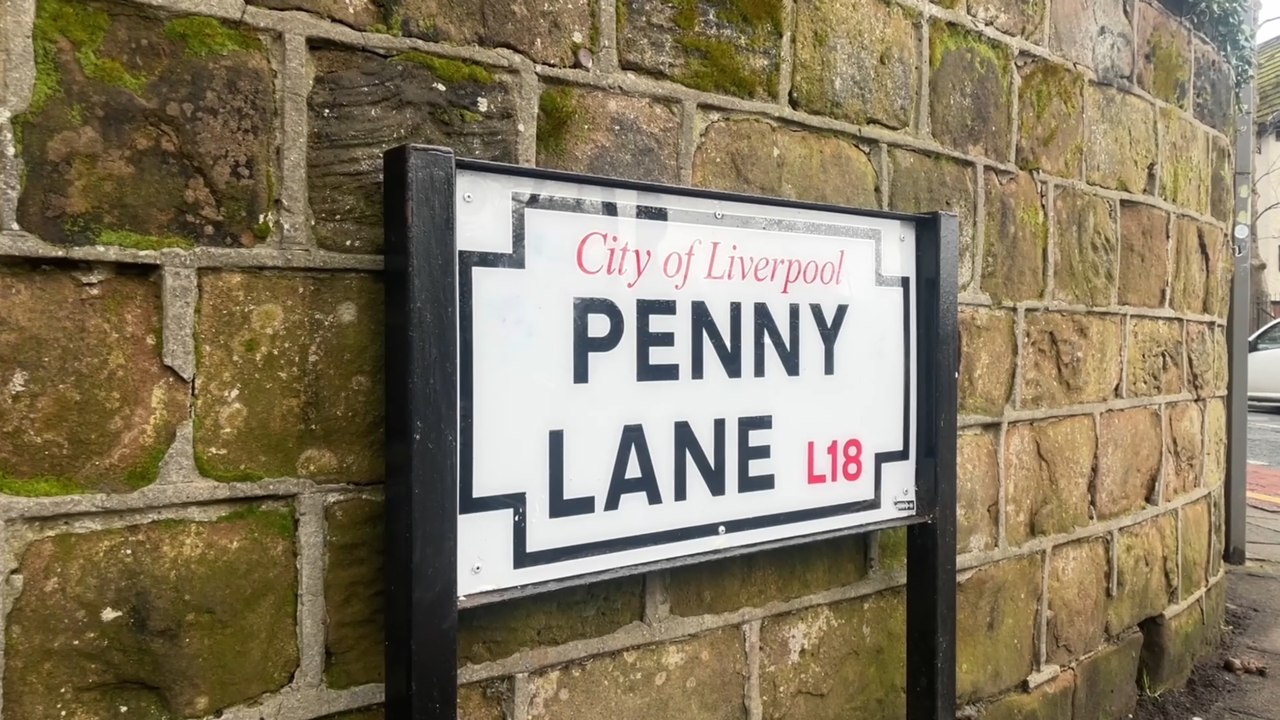 City of Liverpool
PENNY
LANE L18